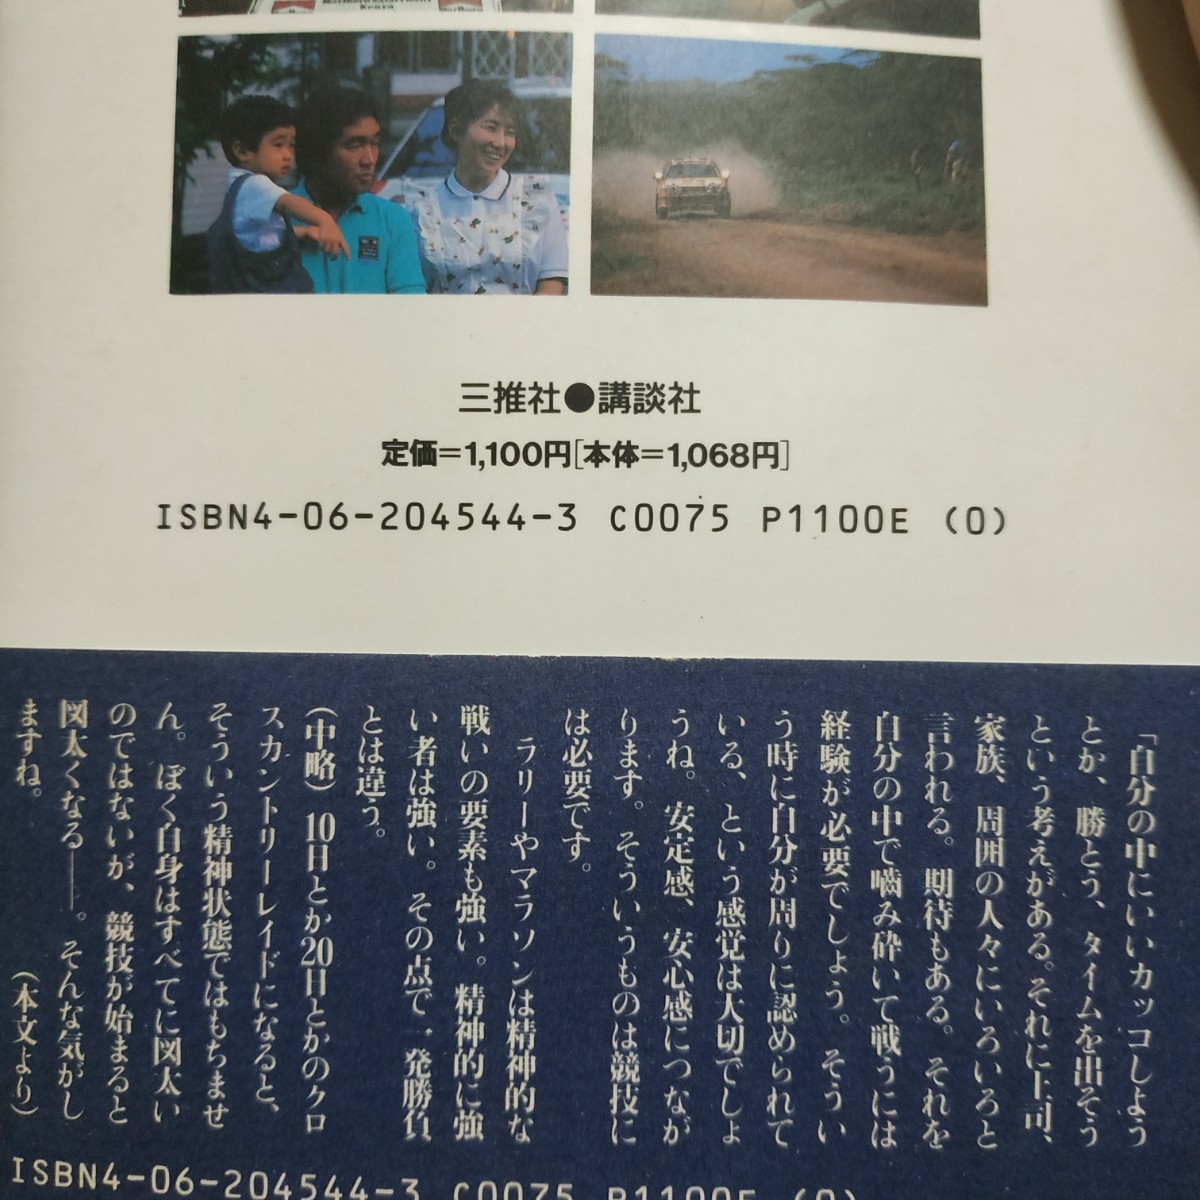 Marlboro Safari Rally
Kenya
三推社●講談社
定価=1,100円[本体=1,068円]
ISBN4-06-204544-3 C0075 P1100E (0)
「自分の中にいいカッコしよう
とか、勝とう、タイムを出そう
という考えがある。それに上司、
家族、周囲の人々にいろいろと
言われる。期待もある。それを
自分の中で嚙み砕いて戦うには
経験が必要でしょう。そうい
う時に自分が周りに認められて
いる、という感覚は大切でしょ
うね。安定感、安心感につなが
ります。そういうものは競技に
は必要です。
ラリーやマラソンは精神的な
戦いの要素も強い。精神的に強
い者は強い。その点で一発勝負
とは違う。
(中略)10日とか20日とかのクロ
スカントリーレイドになると、
そういう精神状態ではもちませ
ん。ぼく自身はすべてに図太い
のではないが、競技が始まると
図太くなる──。そんな気がし
ますね。
(本文より)
ISBN4-06-204544-3 C0075 P1100E (0)